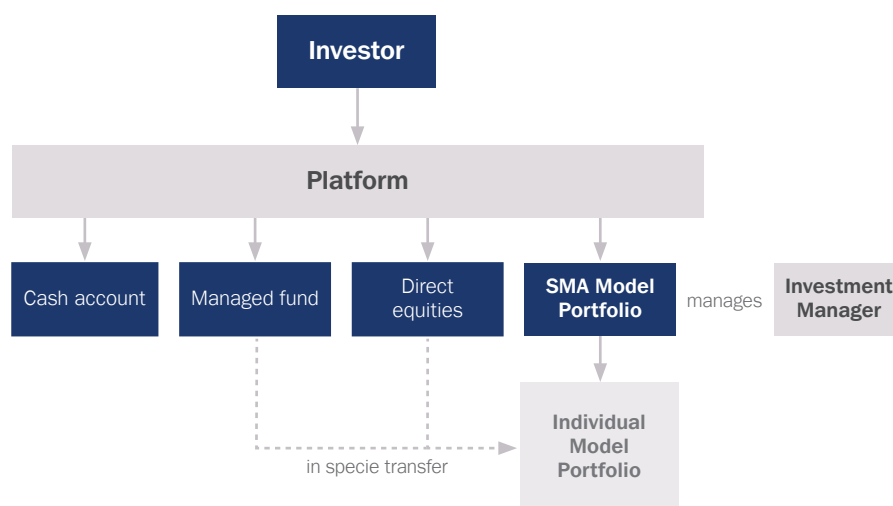 Investor
Platform
Cash account
Managed fund
Direct
equities
SMA Model
Portfolio
manages
Investment
Manager
Individual
Model
Portfolio
in specie transfer